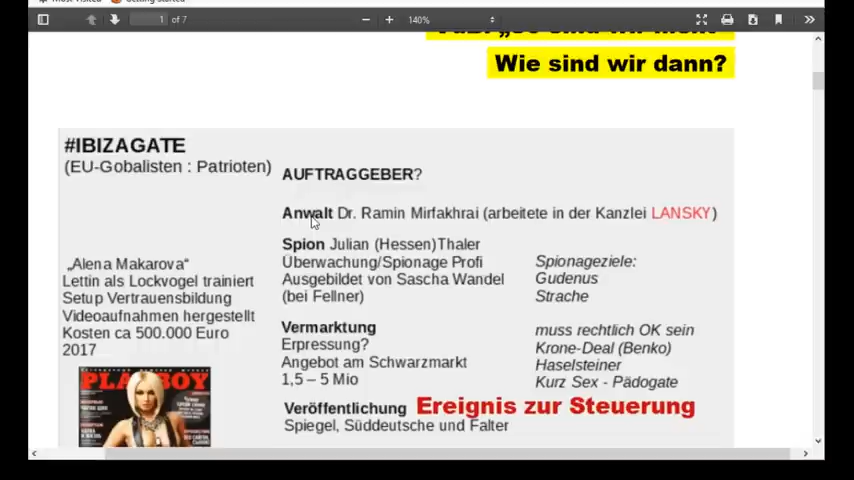 1 of 7
140%
Wie sind wir dann?
#IBIZAGATE
(EU-Gobalisten : Patrioten)
AUFTRAGGEBER?
Anwalt Dr. Ramin Mirfakhrai (arbeitete in der Kanzlei LANSKY)
Spion Julian (Hessen)Thaler
Überwachung/Spionage Profi
Ausgebildet von Sascha Wandel
(bei Fellner)
Spionageziele:
Gudenus
Strache
„Alena Makarova“
Lettin als Lockvogel trainiert
Setup Vertrauensbildung
Videoaufnahmen hergestellt
Kosten ca 500.000 Euro
2017
Vermarktung
Erpressung?
Angebot am Schwarzmarkt
1,5 – 5 Mio
muss rechtlich OK sein
Krone-Deal (Benko)
Haselsteiner
Kurz Sex - Pädogate
PLAYBOY
Veröffentlichung Ereignis zur Steuerung
Spiegel, Süddeutsche und Falter